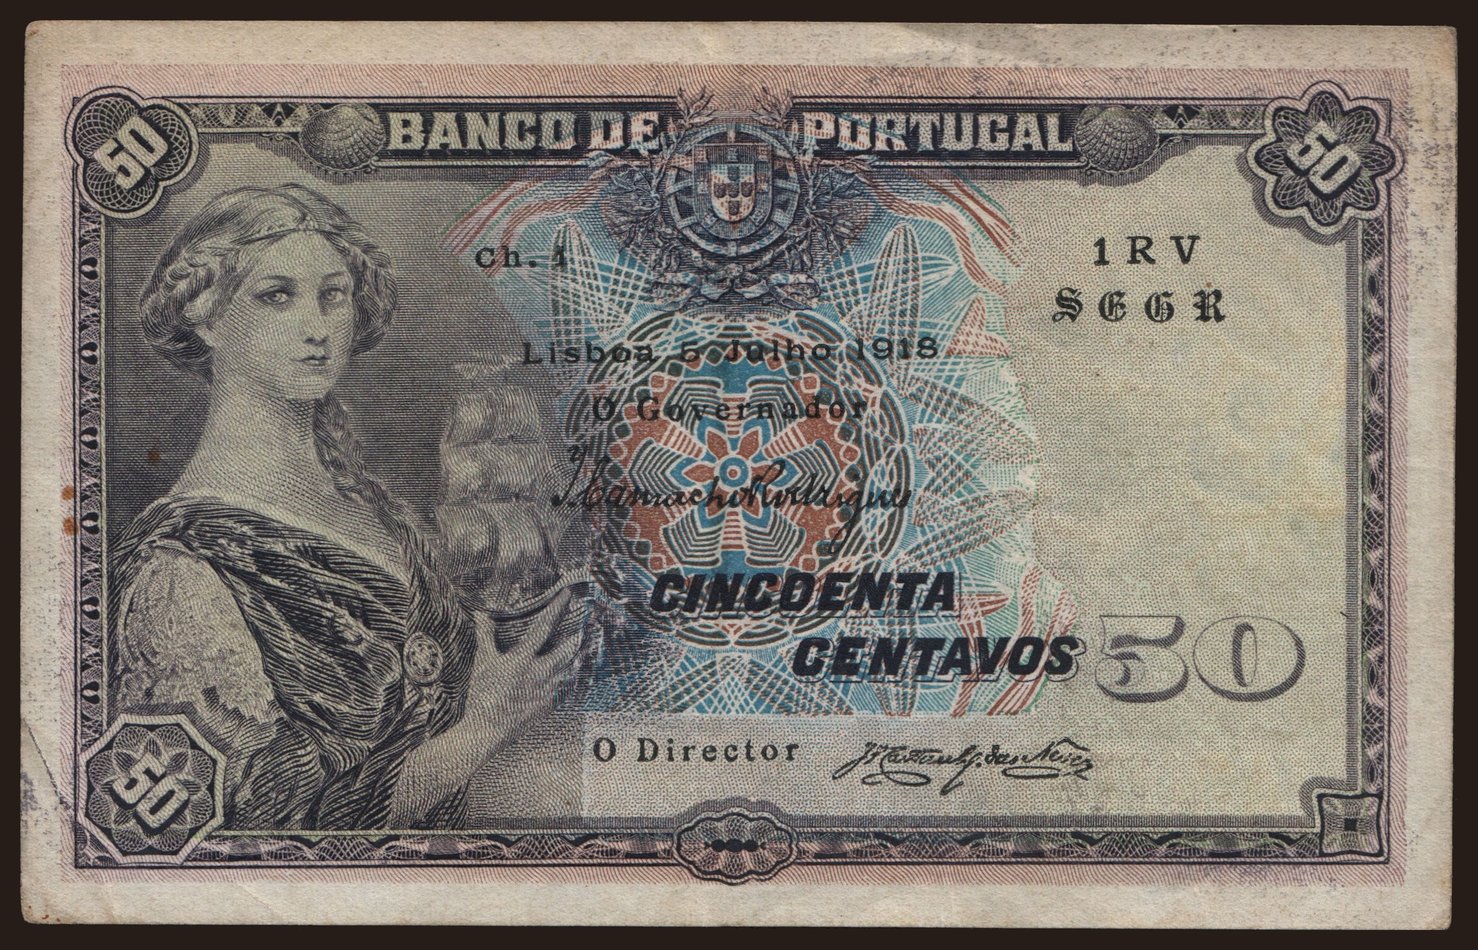 50 BANCO DE PORTUGAL 50
Ch. 1
1 R V
SEGR
Lisboa 5 Julho 1918
O Governador
CINCOENTA
CENTAVOS 50
O Director
50